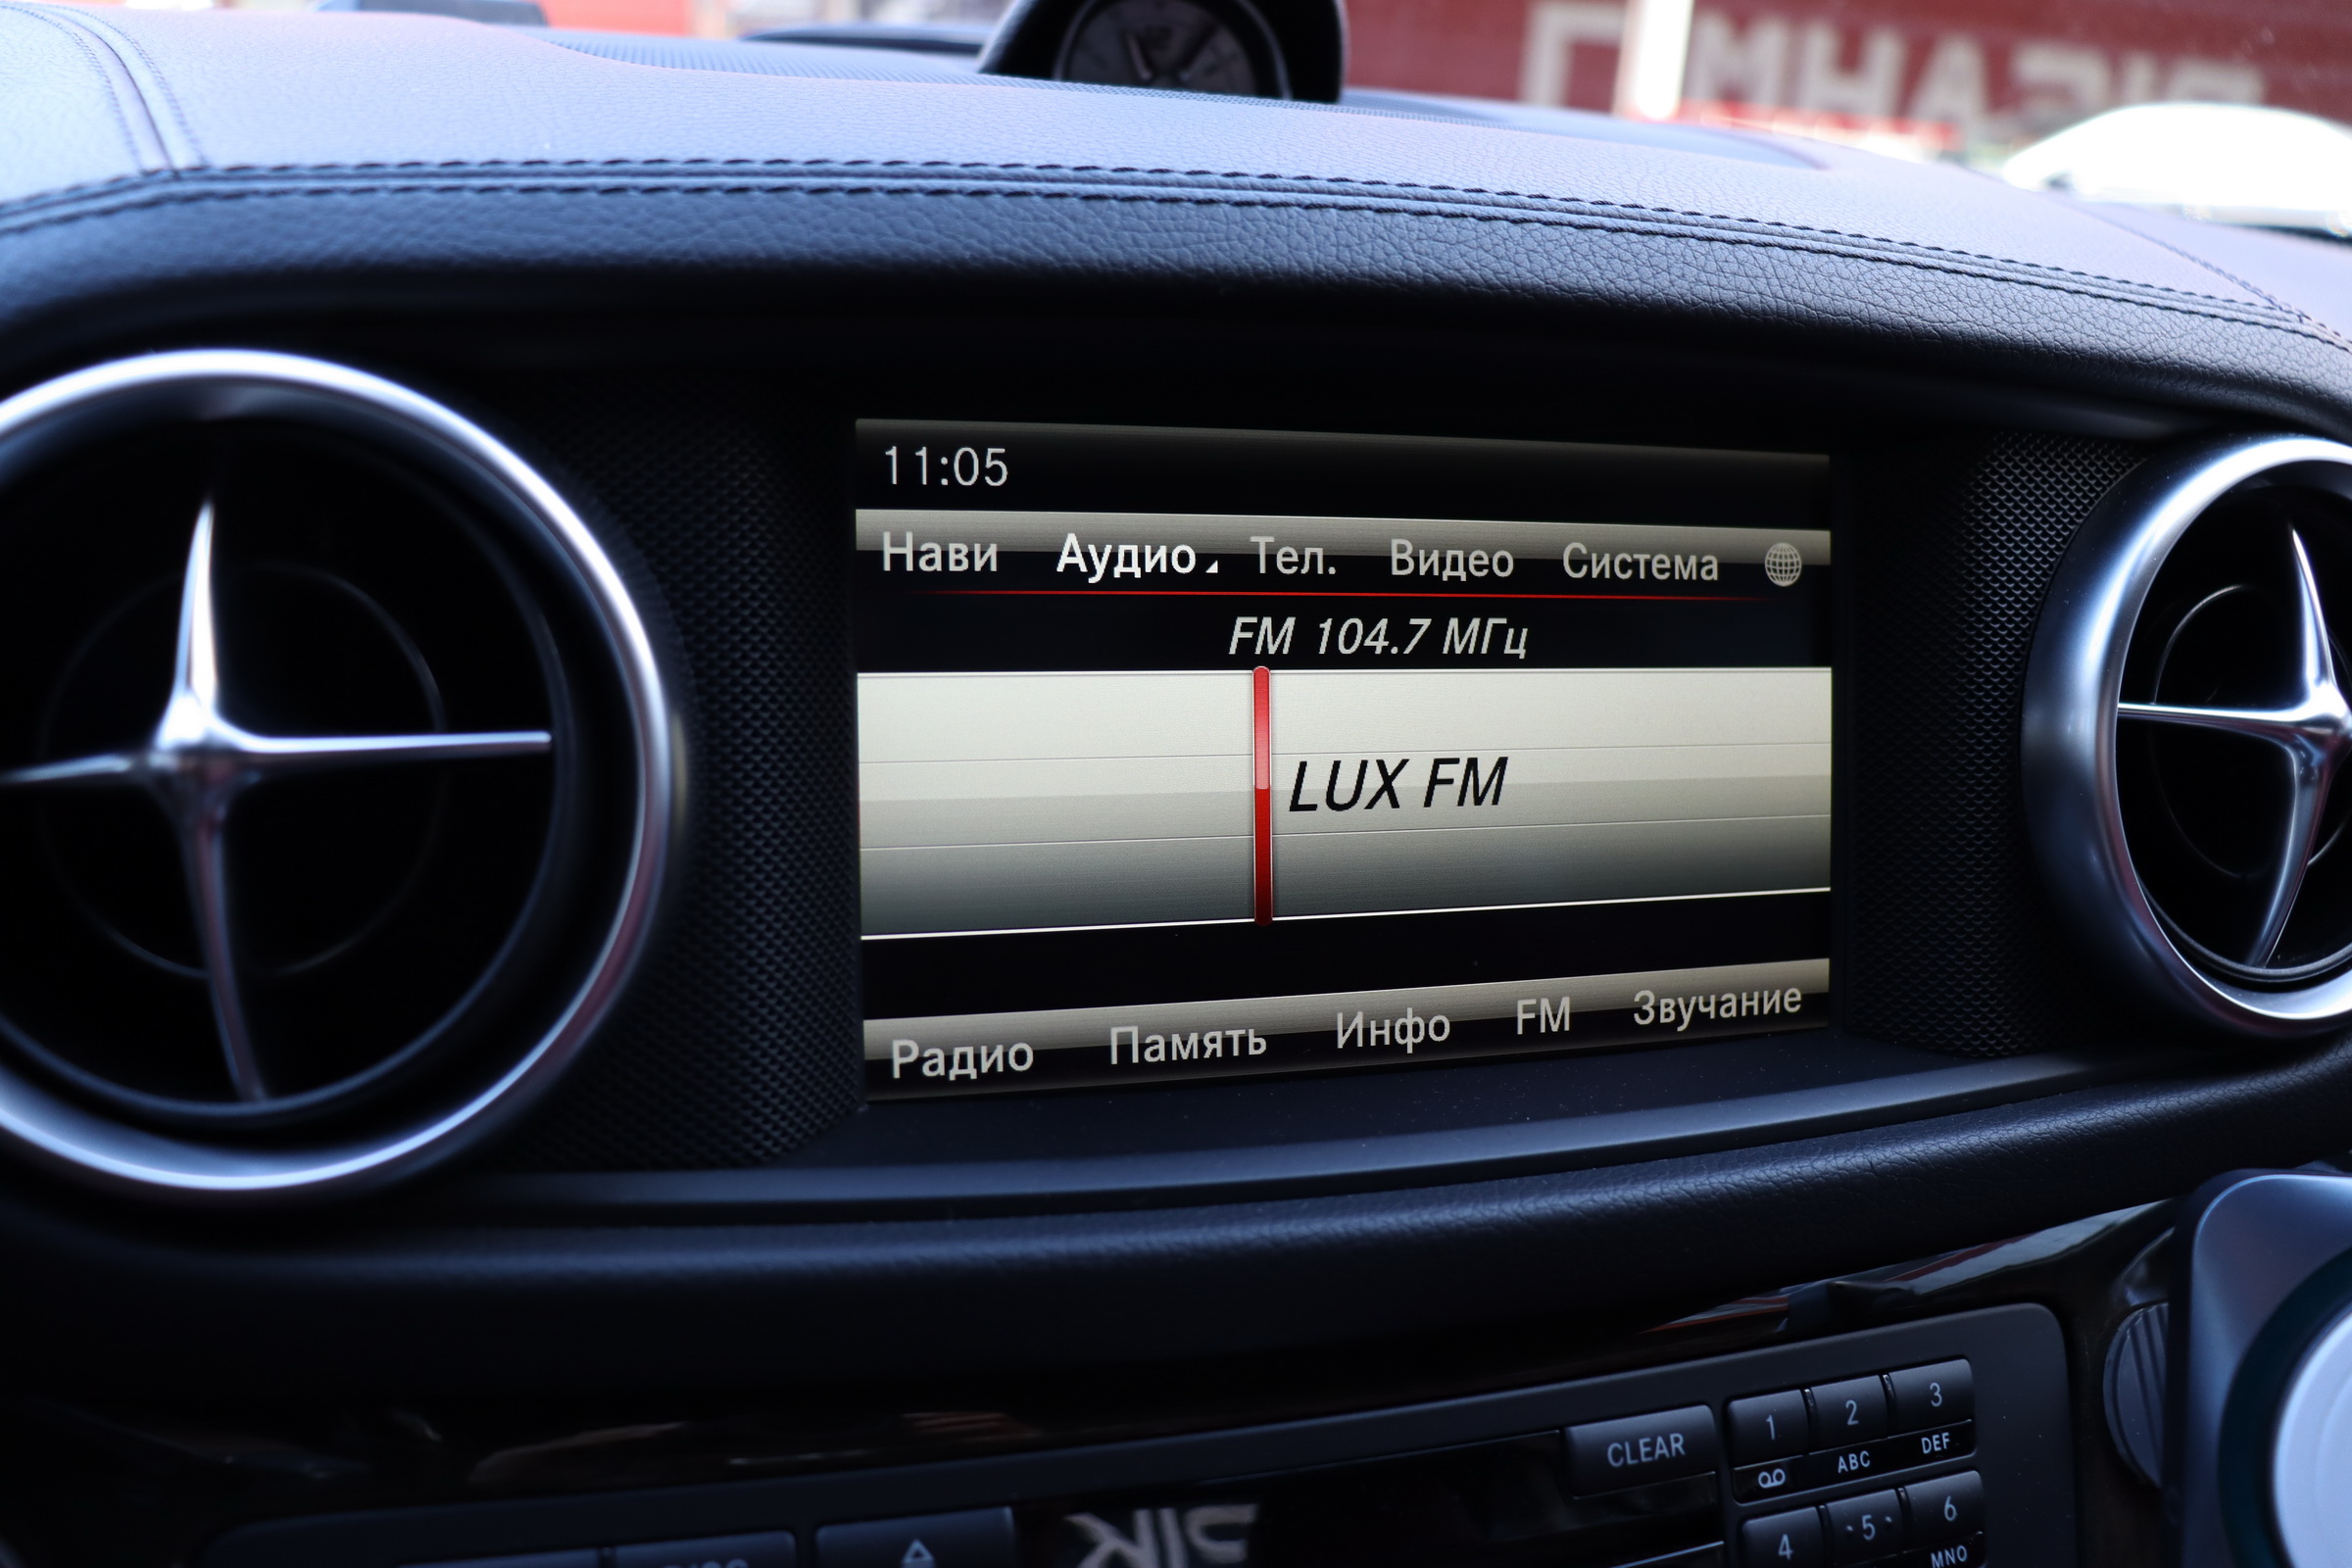 11:05
Нави Аудио Тел. Видео Система
FM 104.7 МГц
LUX FM
Радио Память Инфо FM Звучание
CLEAR
1 2 3
ABC DEF
4 5 6
MNO